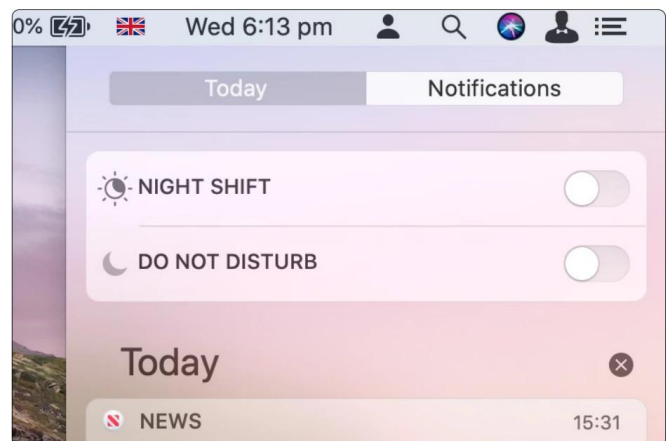 0% Wed 6:13 pm
Today Notifications
NIGHT SHIFT
DO NOT DISTURB
Today
NEWS 15:31